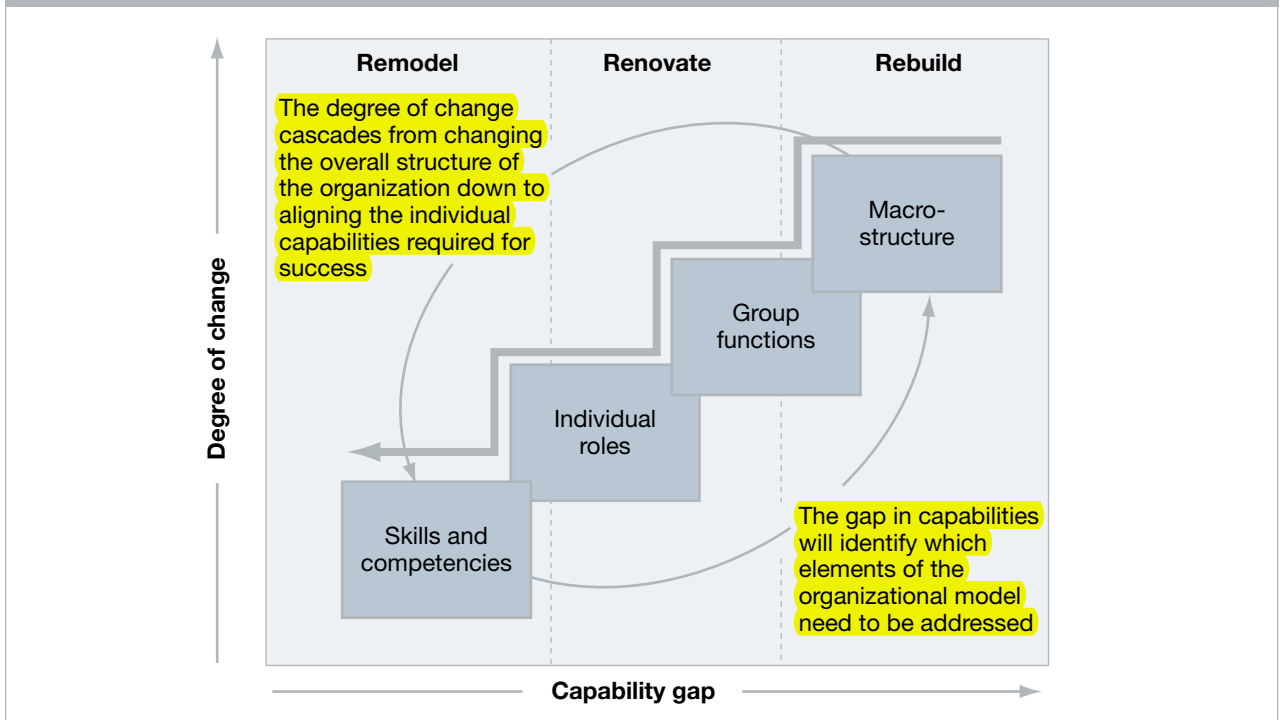 Remodel
Renovate
Rebuild
The degree of change
cascades from changing
the overall structure of
the organization down to
aligning the individual
capabilities required for
success
Macro-
structure
Group
functions
Individual
roles
Skills and
competencies
The gap in capabilities
will identify which
elements of the
organizational model
need to be addressed
Degree of change
Capability gap